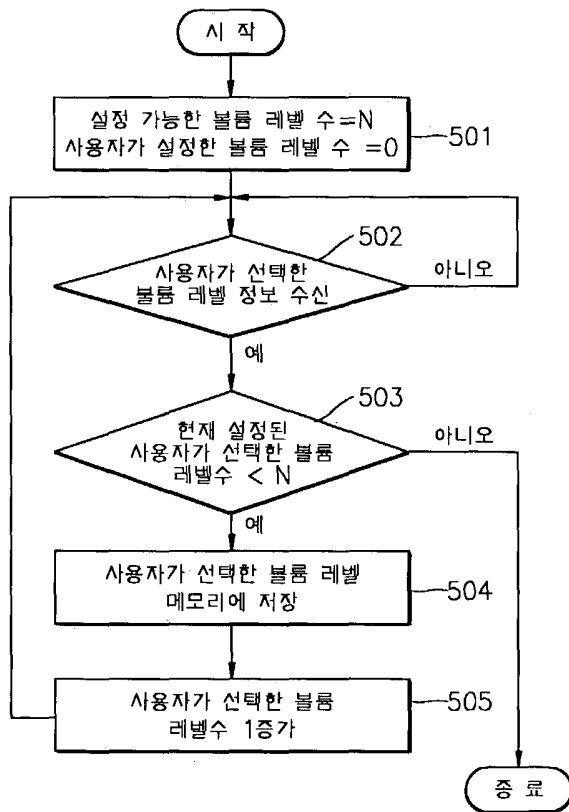 시 작
설정 가능한 볼륨 레벨 수=N
사용자가 설정한 볼륨 레벨 수 =0
501
502
사용자가 선택한
볼륨 레벨 정보 수신
아니오
예
503
현재 설정된
사용자가 선택한 볼륨
레벨수 < N
아니오
예
사용자가 선택한 볼륨 레벨
메모리에 저장
504
사용자가 선택한 볼륨
레벨수 1증가
505
종 료